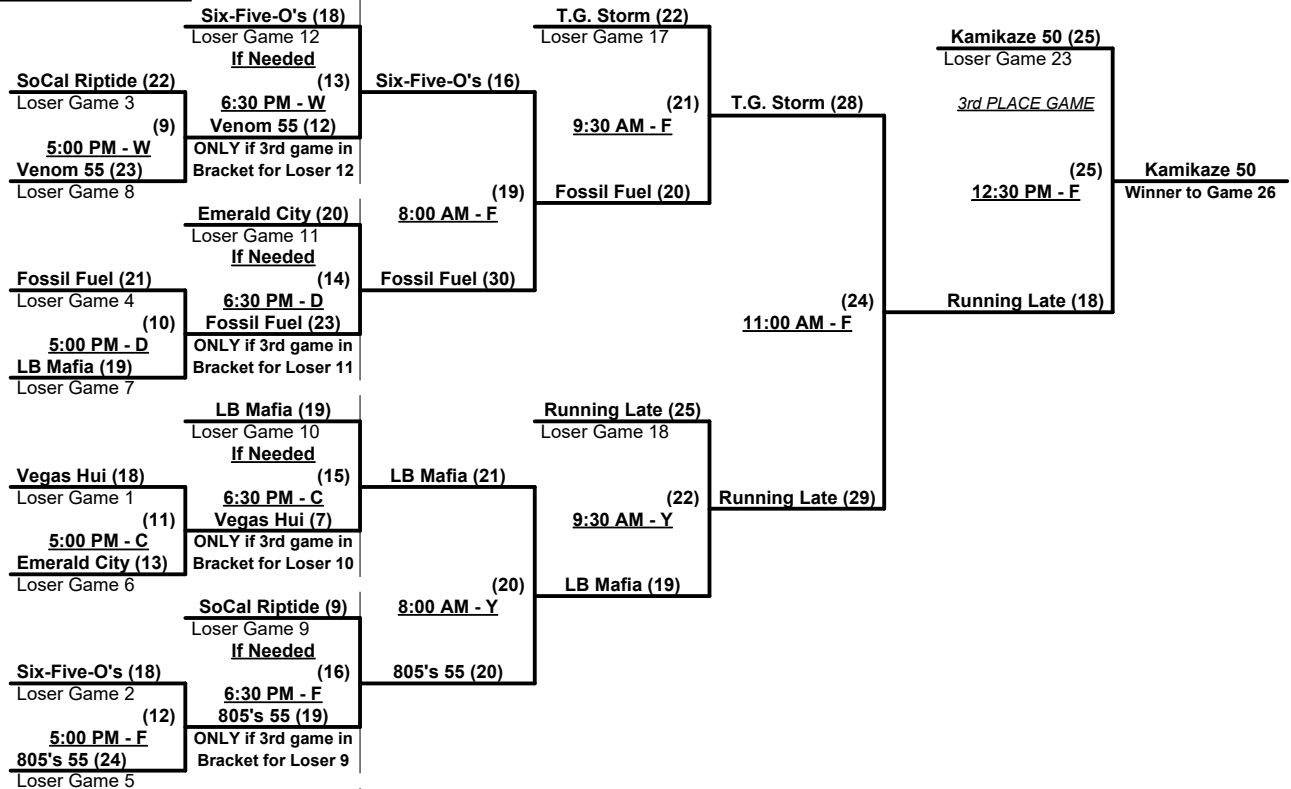 Six-Five-O's (18)
Loser Game 12
If Needed
SoCal Riptide (22)
Loser Game 3
(13)
6:30 PM - W
(9)
5:00 PM - W
Venom 55 (12)
ONLY if 3rd game in
Bracket for Loser 12
Venom 55 (23)
Loser Game 8
Six-Five-O's (16)
Emerald City (20)
Loser Game 11
If Needed
Fossil Fuel (21)
Loser Game 4
(14)
6:30 PM - D
(10)
5:00 PM - D
Fossil Fuel (23)
ONLY if 3rd game in
Bracket for Loser 11
LB Mafia (19)
Loser Game 7
Fossil Fuel (30)
(19)
8:00 AM - F
LB Mafia (19)
Loser Game 10
If Needed
Vegas Hui (18)
Loser Game 1
(15)
6:30 PM - C
(11)
5:00 PM - C
Vegas Hui (7)
ONLY if 3rd game in
Bracket for Loser 10
Emerald City (13)
Loser Game 6
LB Mafia (21)
SoCal Riptide (9)
Loser Game 9
If Needed
Six-Five-O's (18)
Loser Game 2
(16)
6:30 PM - F
(12)
5:00 PM - F
805's 55 (19)
ONLY if 3rd game in
Bracket for Loser 9
805's 55 (24)
Loser Game 5
805's 55 (20)
(20)
8:00 AM - Y
T.G. Storm (22)
Loser Game 17
(21)
9:30 AM - F
Fossil Fuel (20)
T.G. Storm (28)
Running Late (25)
Loser Game 18
(22)
9:30 AM - Y
LB Mafia (19)
Running Late (29)
(24)
11:00 AM - F
Kamikaze 50 (25)
Loser Game 23
3rd PLACE GAME
(25)
12:30 PM - F
Running Late (18)
Kamikaze 50
Winner to Game 26